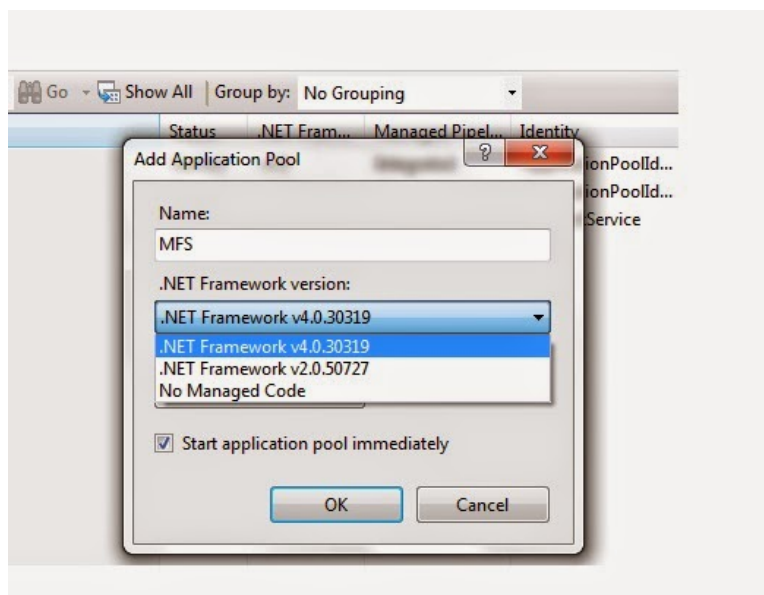 Go Show All Group by: No Grouping
Status .NET Fram... Managed Pipel... Identity
Add Application Pool
ionPoolId...
ionPoolId...
Service
Name:
MFS
.NET Framework version:
.NET Framework v4.0.30319
.NET Framework v4.0.30319
.NET Framework v2.0.50727
No Managed Code
Start application pool immediately
OK Cancel